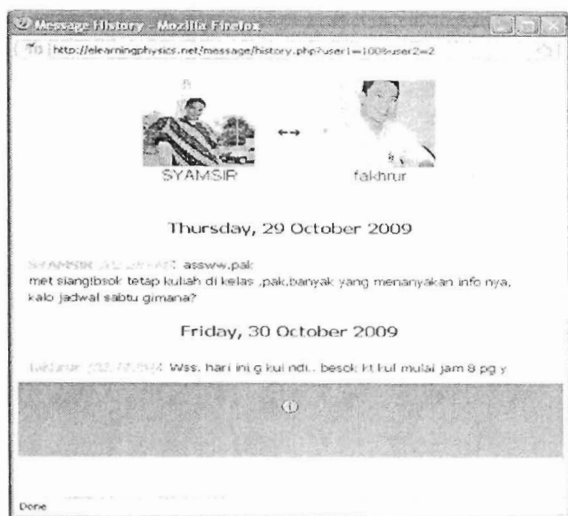 Message History - Mozilla Firefox
http://elearningphysics.net/message/history.php?user1=100&user2=2
SYAMSIR
fakhrur
Thursday, 29 October 2009
SYAMSIR assww,pak
met siang!bsok tetap kuliah di kelas ,pak,banyak yang menanyakan info nya,
kalo jadwal sabtu gimana?
Friday, 30 October 2009
fakhrur Wss. hari ini g kul ndi.. besok kt kul mulai jam 8 pg y
Done